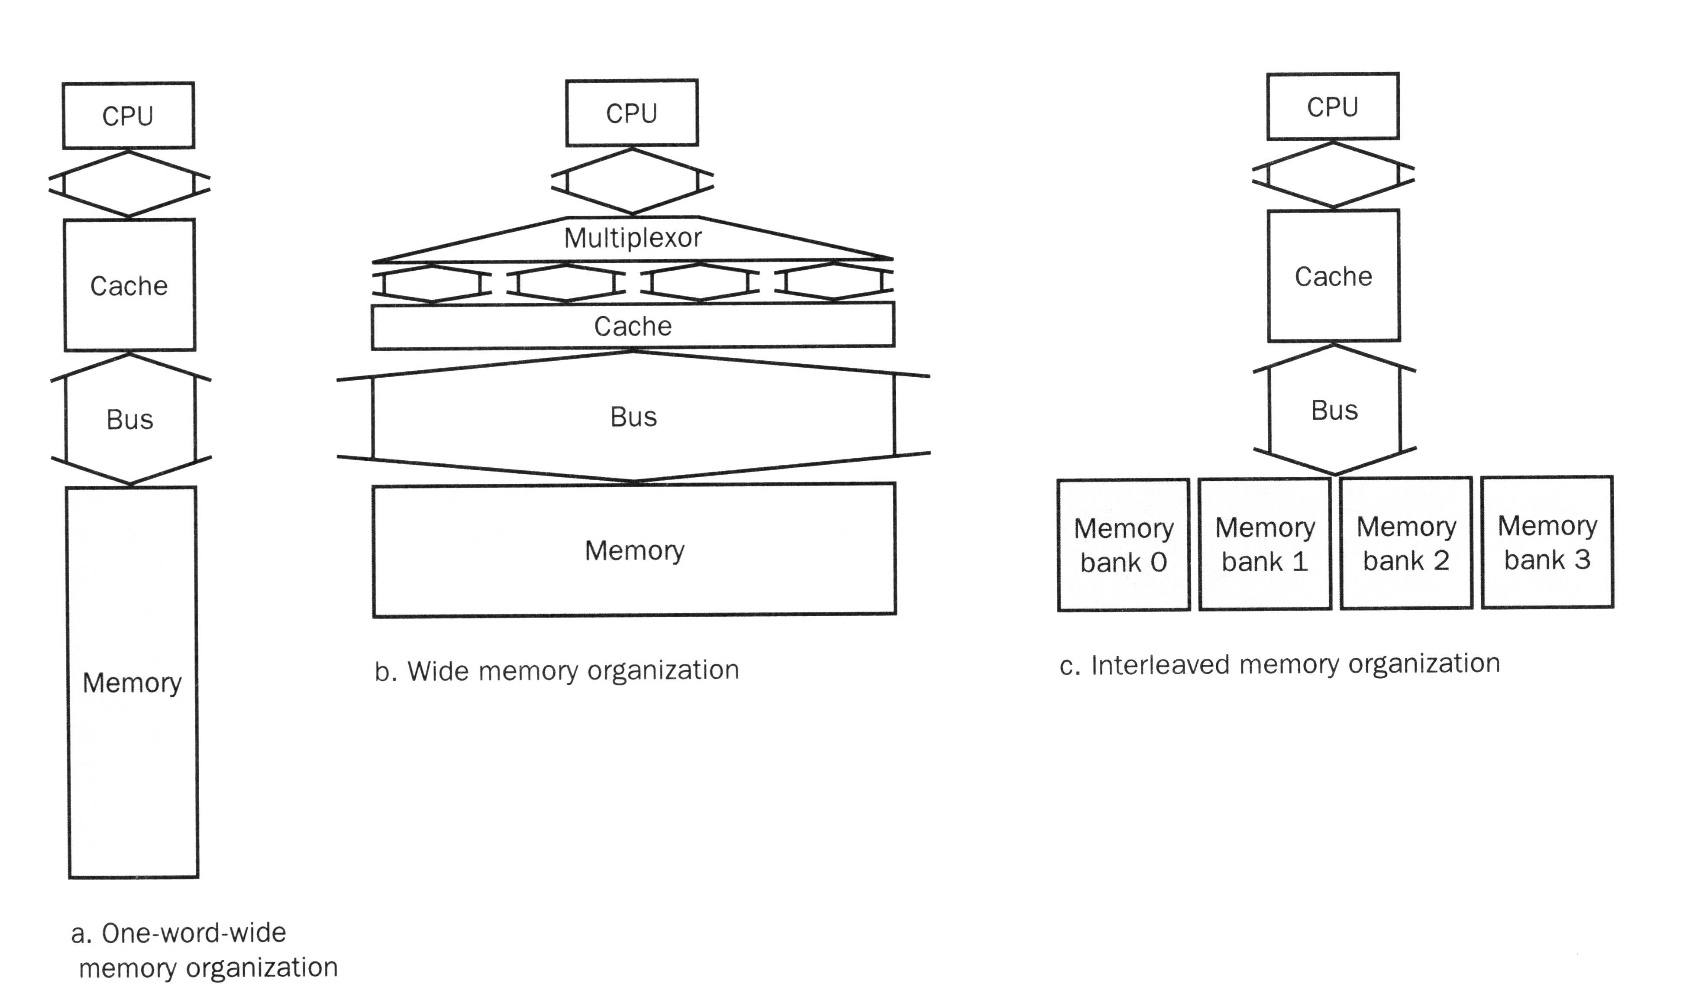 CPU
Cache
Bus
Memory
a. One-word-wide
memory organization
CPU
Multiplexor
Cache
Bus
Memory
b. Wide memory organization
CPU
Cache
Bus
Memory
bank 0
Memory
bank 1
Memory
bank 2
Memory
bank 3
c. Interleaved memory organization